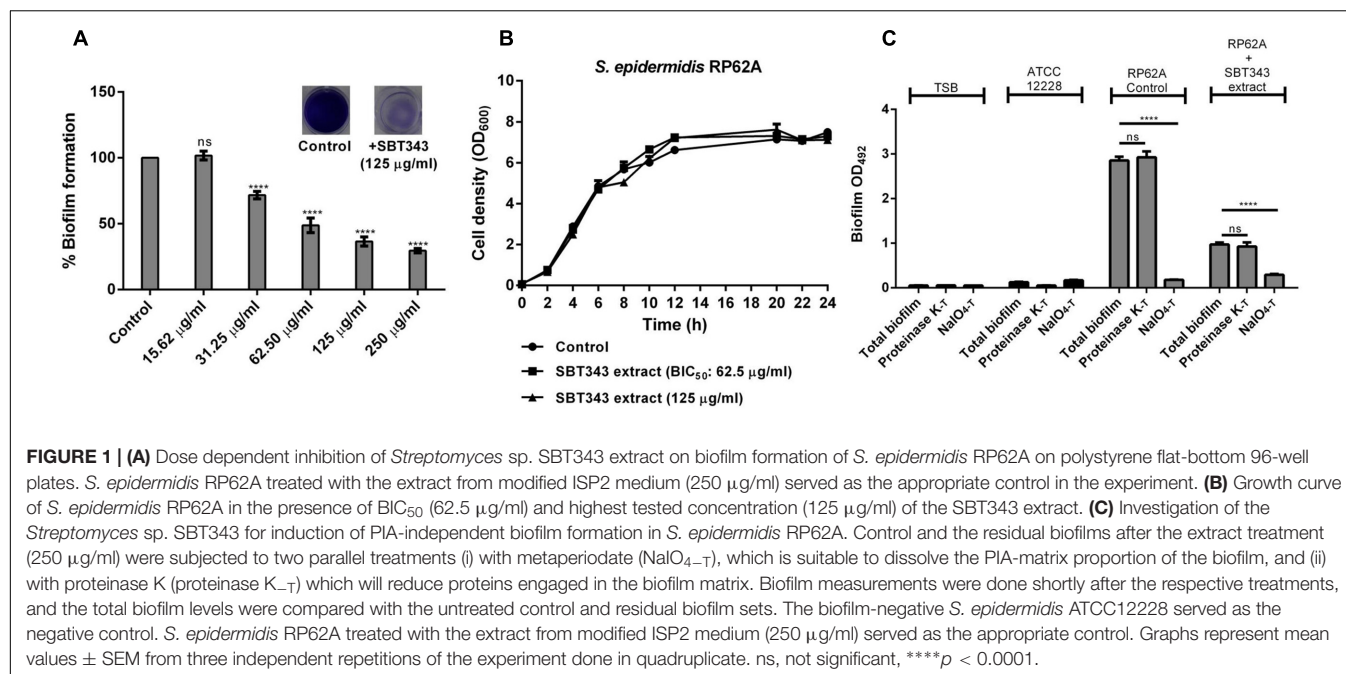 A
150
100
50
0
% Biofilm formation
ns
****
****
****
****
Control
+SBT343
(125 µg/ml)
Control
15.62 µg/ml
31.25 µg/ml
62.50 µg/ml
125 µg/ml
250 µg/ml
B
S. epidermidis RP62A
10
8
6
4
2
0
Cell density (OD600)
0 2 4 6 8 10 12 20 22 24
Time (h)
Control
SBT343 extract (BIC50: 62.5 µg/ml)
SBT343 extract (125 µg/ml)
C
TSB
ATCC
12228
RP62A
Control
RP62A
+
SBT343
extract
4
3
2
1
0
Biofilm OD492
****
ns
****
ns
Total biofilm
Proteinase K-T
NaIO4-T
Total biofilm
Proteinase K-T
NaIO4-T
Total biofilm
Proteinase K-T
NaIO4-T
Total biofilm
Proteinase K-T
NaIO4-T
FIGURE 1 | (A) Dose dependent inhibition of Streptomyces sp. SBT343 extract on biofilm formation of S. epidermidis RP62A on polystyrene flat-bottom 96-well
plates. S. epidermidis RP62A treated with the extract from modified ISP2 medium (250 µg/ml) served as the appropriate control in the experiment. (B) Growth curve
of S. epidermidis RP62A in the presence of BIC50 (62.5 µg/ml) and highest tested concentration (125 µg/ml) of the SBT343 extract. (C) Investigation of the
Streptomyces sp. SBT343 for induction of PIA-independent biofilm formation in S. epidermidis RP62A. Control and the residual biofilms after the extract treatment
(250 µg/ml) were subjected to two parallel treatments (i) with metaperiodate (NaIO4−T), which is suitable to dissolve the PIA-matrix proportion of the biofilm, and (ii)
with proteinase K (proteinase K−T) which will reduce proteins engaged in the biofilm matrix. Biofilm measurements were done shortly after the respective treatments,
and the total biofilm levels were compared with the untreated control and residual biofilm sets. The biofilm-negative S. epidermidis ATCC12228 served as the
negative control. S. epidermidis RP62A treated with the extract from modified ISP2 medium (250 µg/ml) served as the appropriate control. Graphs represent mean
values ± SEM from three independent repetitions of the experiment done in quadruplicate. ns, not significant, ****p < 0.0001.